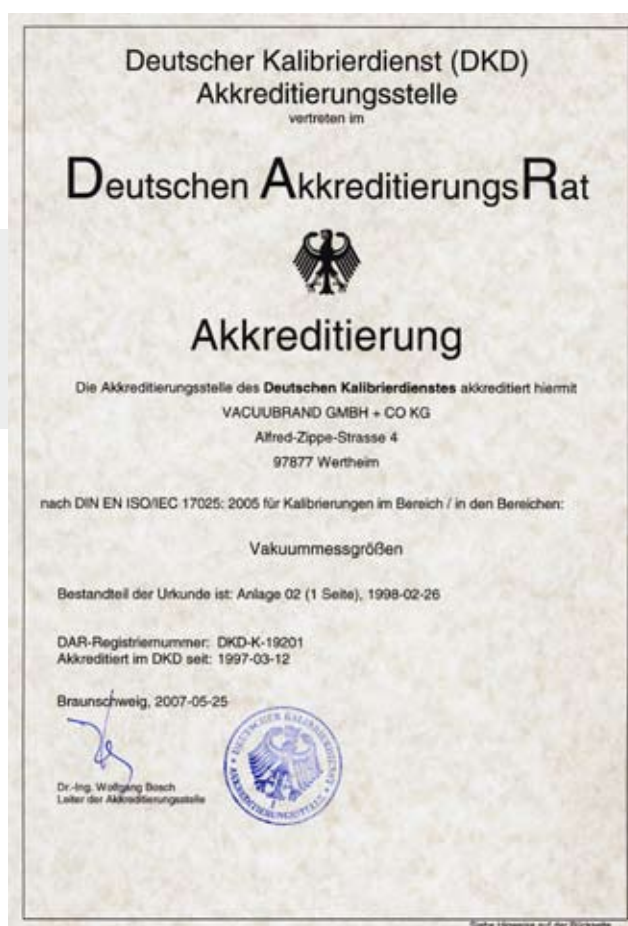 Deutscher Kalibrierdienst (DKD)
Akkreditierungsstelle
vertreten im
Deutschen AkkreditierungsRat
Akkreditierung
Die Akkreditierungsstelle des Deutschen Kalibrierdienstes akkreditiert hiermit
VACUUBRAND GMBH + CO KG
Alfred-Zippe-Strasse 4
97877 Wertheim
nach DIN EN ISO/IEC 17025: 2005 für Kalibrierungen im Bereich / in den Bereichen:
Vakuummessgrößen
Bestandteil der Urkunde ist: Anlage 02 (1 Seite), 1998-02-26
DAR-Registriernummer: DKD-K-19201
Akkreditiert im DKD seit: 1997-03-12
Braunschweig, 2007-05-25
DEUTSCHER KALIBRIERDIENST
AKKREDITIERUNGSSTELLE
Dr.-Ing. Wolfgang Bosch
Leiter der Akkreditierungsstelle